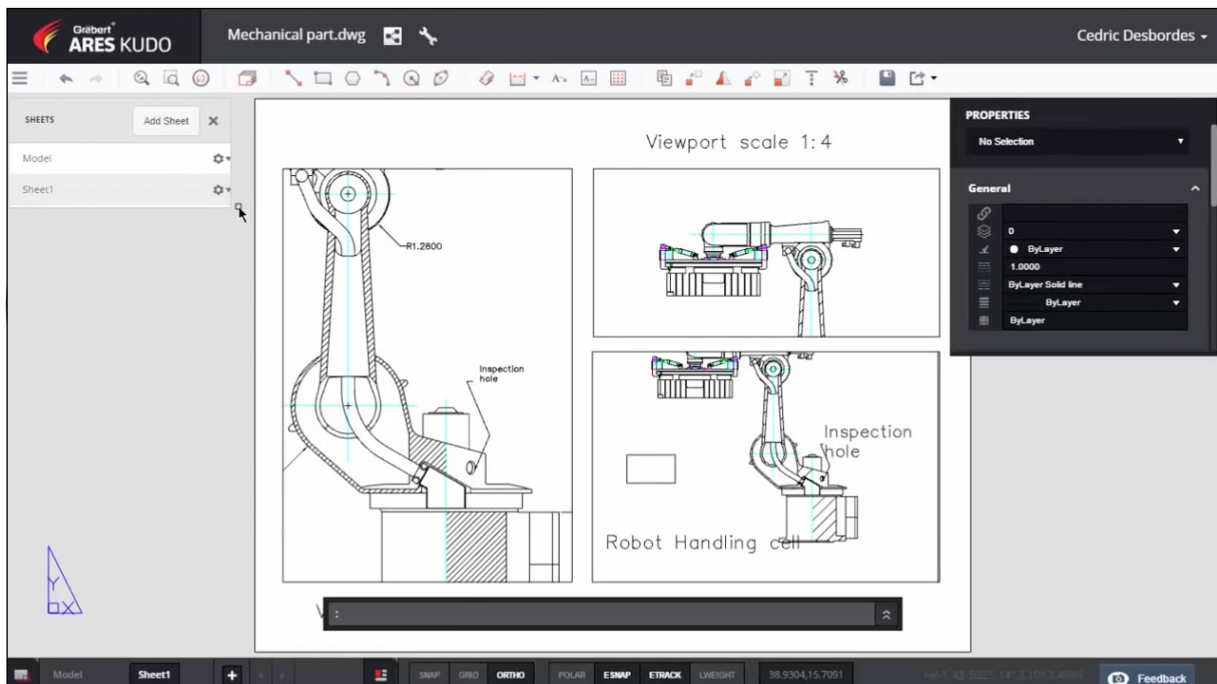 Gräbert
ARES KUDO
Mechanical part.dwg
Cedric Desbordes
SHEETS
Add Sheet
Model
Sheet1
Viewport scale 1:4
R1.2800
Inspection
hole
Inspection
hole
Robot Handling cell
PROPERTIES
No Selection
General
0
ByLayer
1.0000
ByLayer Solid line
ByLayer
ByLayer
Y
X
:
Model
Sheet1
+
SNAP
GRID
ORTHO
POLAR
ESNAP
ETRACK
LWEIGHT
38.9304,15.7091
Feedback